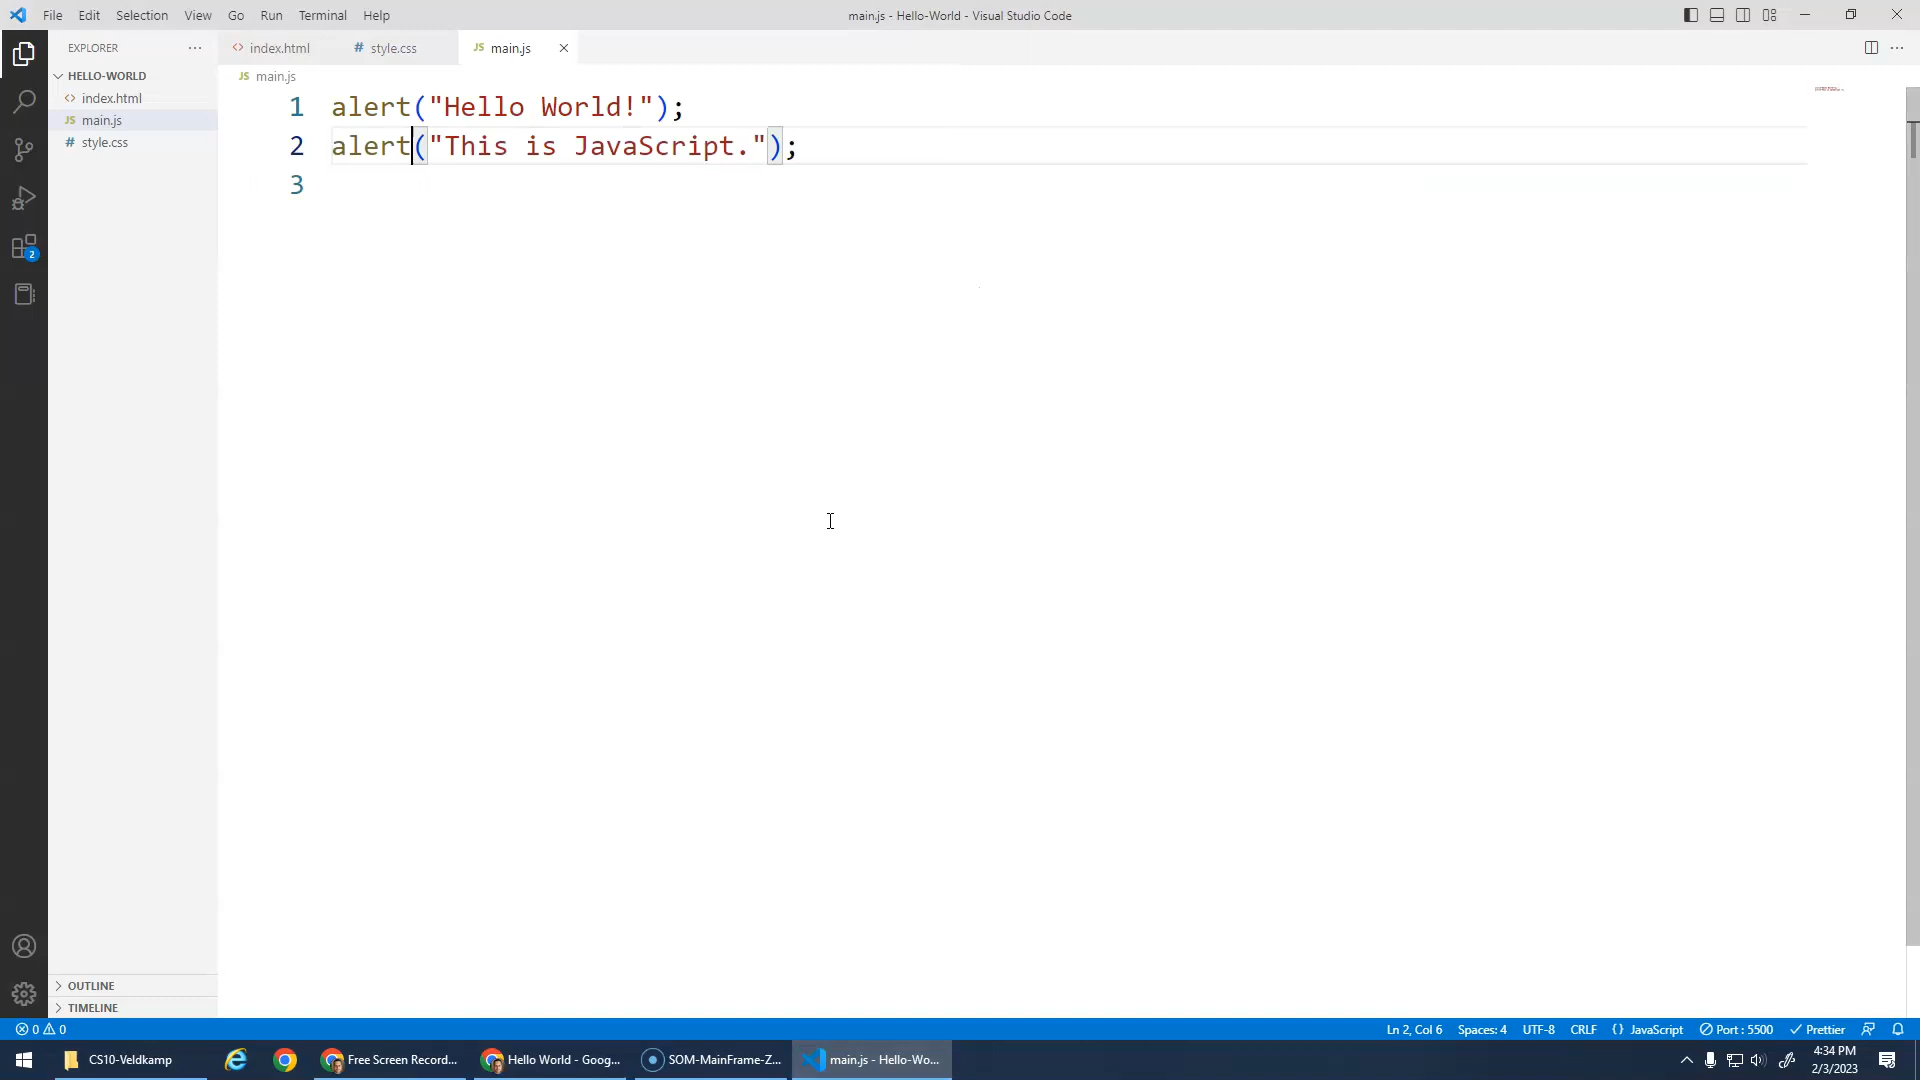 File Edit Selection View Go Run Terminal Help
main.js - Hello-World - Visual Studio Code
EXPLORER
index.html
style.css
JS main.js
HELLO-WORLD
index.html
JS main.js
# style.css
JS main.js
1 alert("Hello World!");
2 alert("This is JavaScript.");
3
2
OUTLINE
TIMELINE
0 0
Ln 2, Col 6 Spaces: 4 UTF-8 CRLF {} JavaScript Port : 5500 Prettier
CS10-Veldkamp
Free Screen Record...
Hello World - Goog...
SOM-MainFrame-Z...
main.js - Hello-Wo...
4:34 PM
2/3/2023